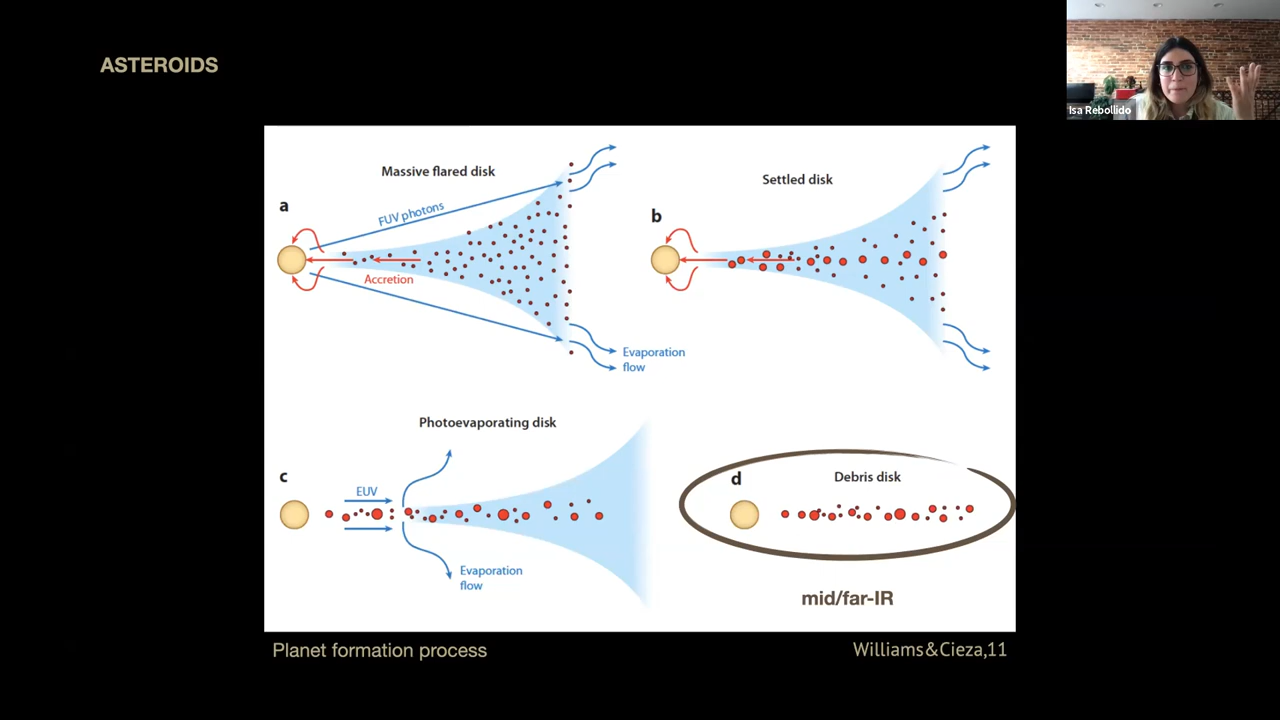 ASTEROIDS
Isa Rebollido
Massive flared disk
a
FUV photons
Accretion
Evaporation
flow
Settled disk
b
Photoevaporating disk
c
EUV
Evaporation
flow
Debris disk
d
mid/far-IR
Planet formation process
Williams&Cieza,11